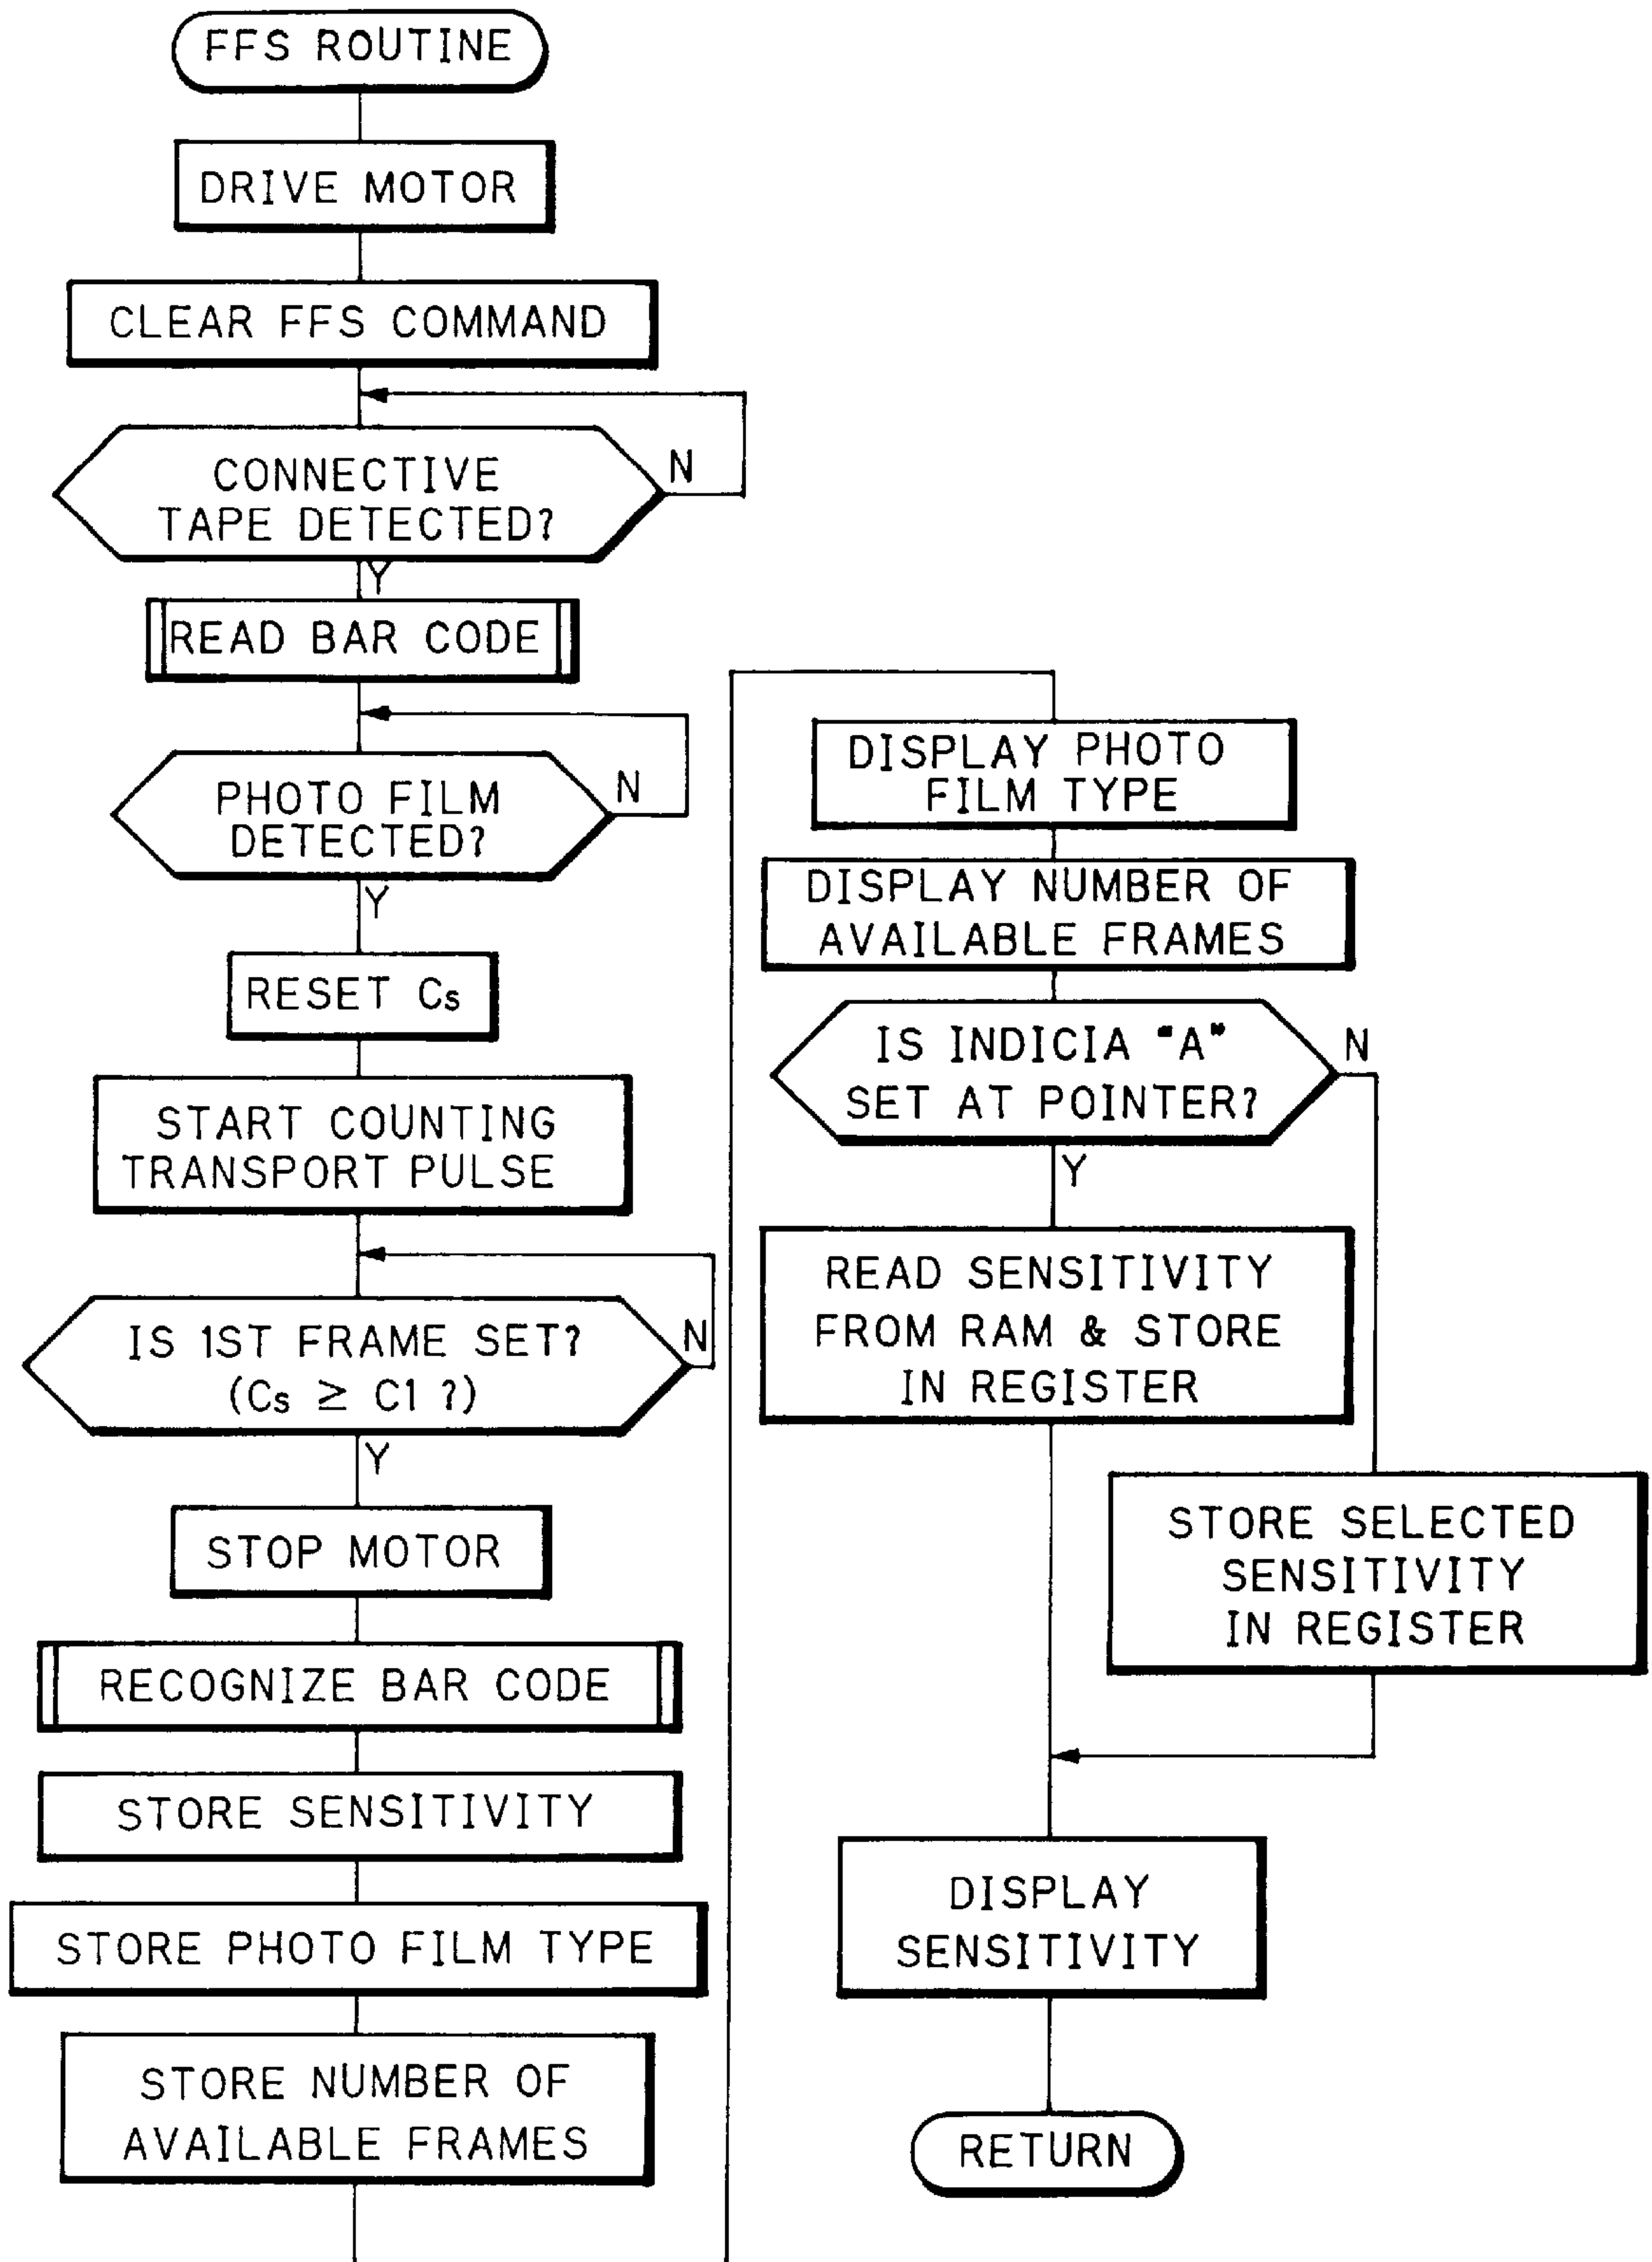 FFS ROUTINE
DRIVE MOTOR
CLEAR FFS COMMAND
CONNECTIVE
TAPE DETECTED?
N
Y
READ BAR CODE
PHOTO FILM
DETECTED?
N
Y
RESET Cs
START COUNTING
TRANSPORT PULSE
IS 1ST FRAME SET?
(Cs ≥ C1 ?)
N
Y
STOP MOTOR
RECOGNIZE BAR CODE
STORE SENSITIVITY
STORE PHOTO FILM TYPE
STORE NUMBER OF
AVAILABLE FRAMES
DISPLAY PHOTO
FILM TYPE
DISPLAY NUMBER OF
AVAILABLE FRAMES
IS INDICIA "A"
SET AT POINTER?
N
Y
READ SENSITIVITY
FROM RAM & STORE
IN REGISTER
STORE SELECTED
SENSITIVITY
IN REGISTER
DISPLAY
SENSITIVITY
RETURN